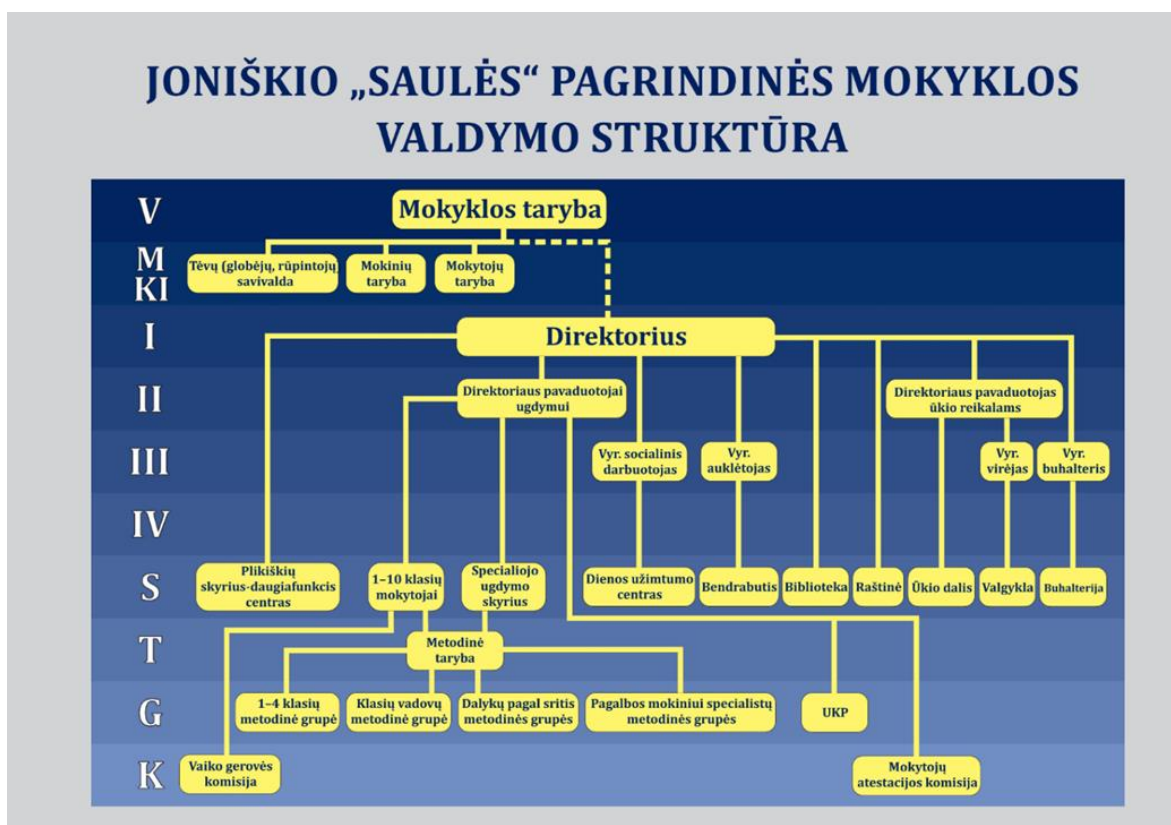 JONIŠKIO „SAULĖS“ PAGRINDINĖS MOKYKLOS
VALDYMO STRUKTŪRA
V
Mokyklos taryba
M
KI
Tėvų (globėjų, rūpintojų)
savivalda
Mokinių
taryba
Mokytojų
taryba
I
Direktorius
II
Direktoriaus pavaduotojai
ugdymui
Direktoriaus pavaduotojas
ūkio reikalams
III
Vyr. socialinis
darbuotojas
Vyr.
auklėtojas
Vyr.
virėjas
Vyr.
buhalteris
IV
S
Plikiškių
skyrius-daugiafunkcis
centras
1–10 klasių
mokytojai
Specialiojo
ugdymo
skyrius
Dienos užimtumo
centras
Bendrabutis
Biblioteka
Raštinė
Ūkio dalis
Valgykla
Buhalterija
T
Metodinė
taryba
G
1–4 klasių
metodinė grupė
Klasių vadovų
metodinė grupė
Dalykų pagal sritis
metodinės grupės
Pagalbos mokiniui specialistų
metodinės grupės
UKP
K
Vaiko gerovės
komisija
Mokytojų
atestacijos komisija